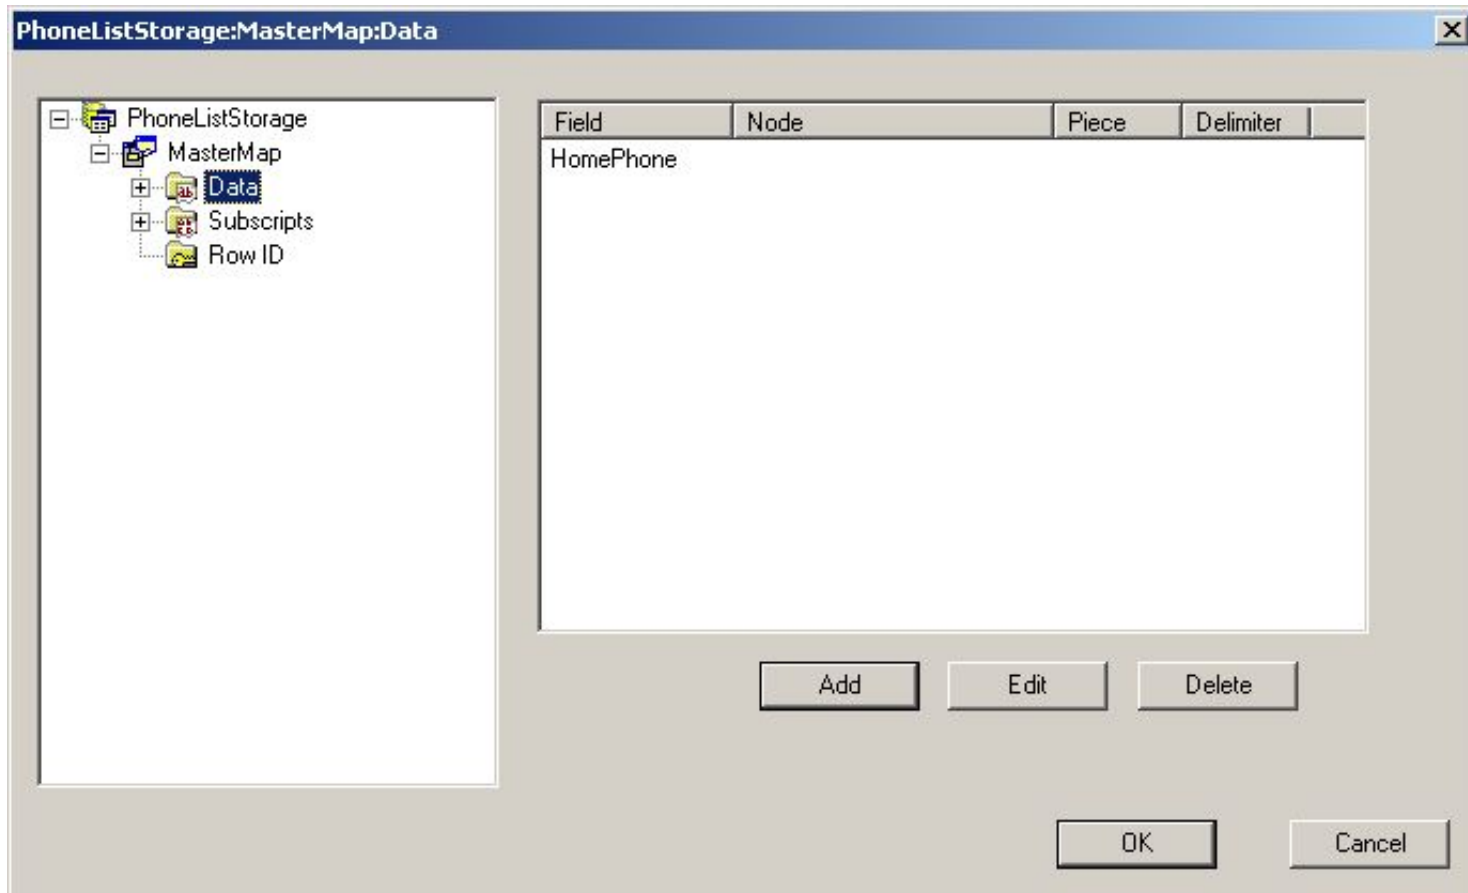 PhoneListStorage:MasterMap:Data
PhoneListStorage
MasterMap
Data
Subscripts
Row ID
Field Node Piece Delimiter
HomePhone
Add Edit Delete
OK Cancel